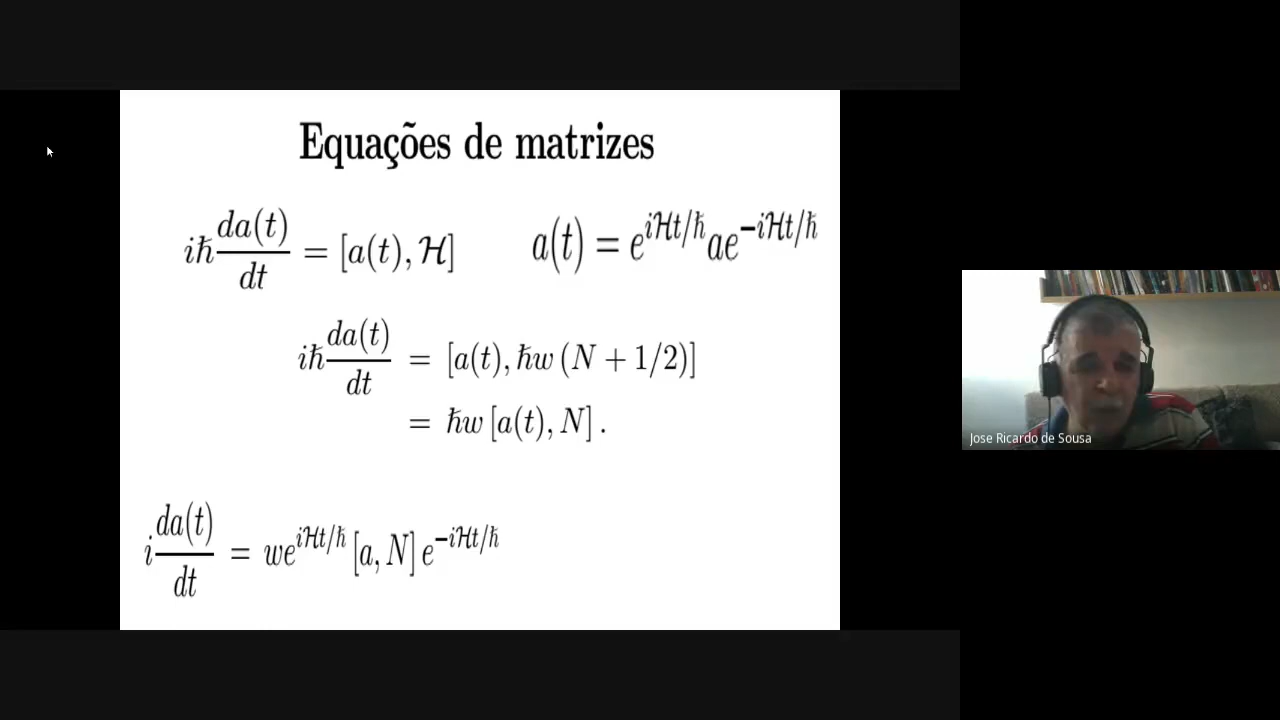 Equações de matrizes
iħ da(t)/dt = [a(t), ℋ]
a(t) = e^{iℋt/ħ} a e^{−iℋt/ħ}
iħ da(t)/dt = [a(t), ħw (N + 1/2)]
= ħw [a(t), N] .
i da(t)/dt = w e^{iℋt/ħ} [a, N] e^{−iℋt/ħ}
Jose Ricardo de Sousa